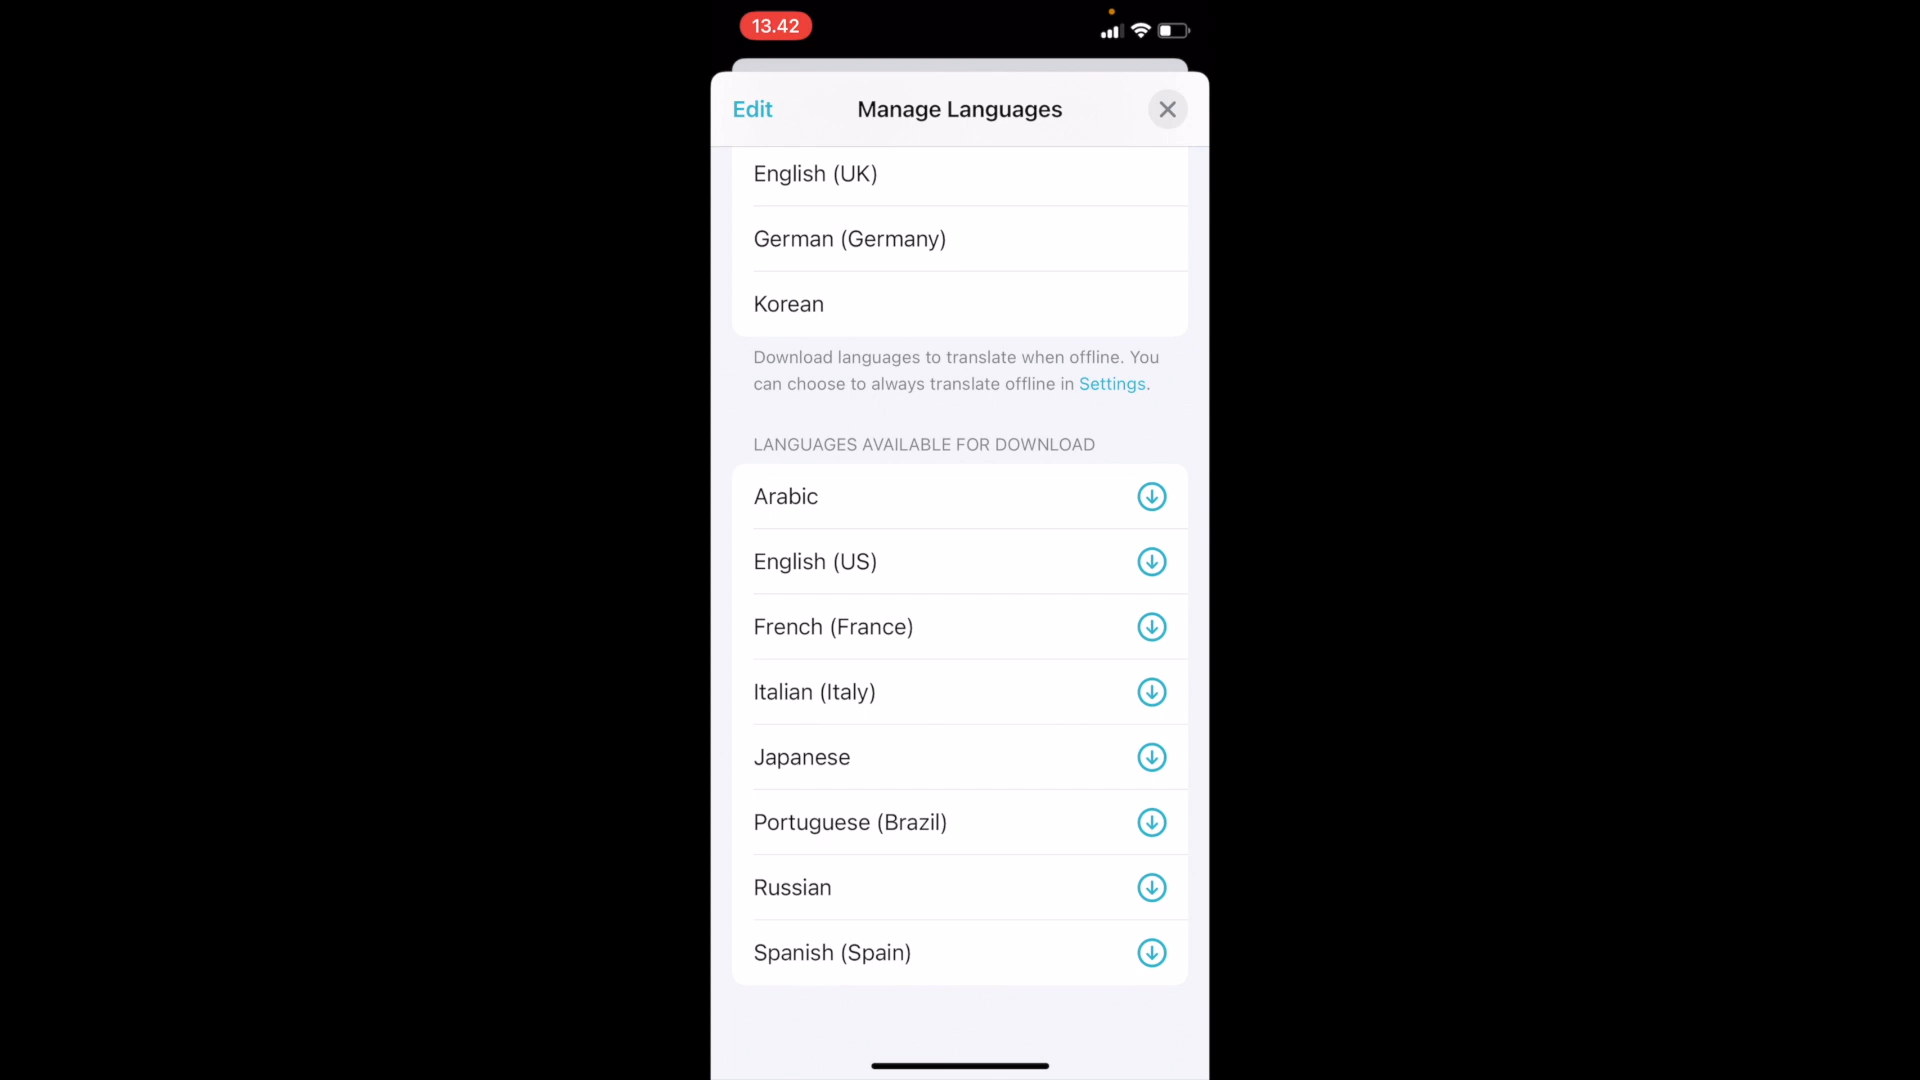 13.42
Edit
Manage Languages
English (UK)
German (Germany)
Korean
Download languages to translate when offline. You
can choose to always translate offline in Settings.
LANGUAGES AVAILABLE FOR DOWNLOAD
Arabic
English (US)
French (France)
Italian (Italy)
Japanese
Portuguese (Brazil)
Russian
Spanish (Spain)